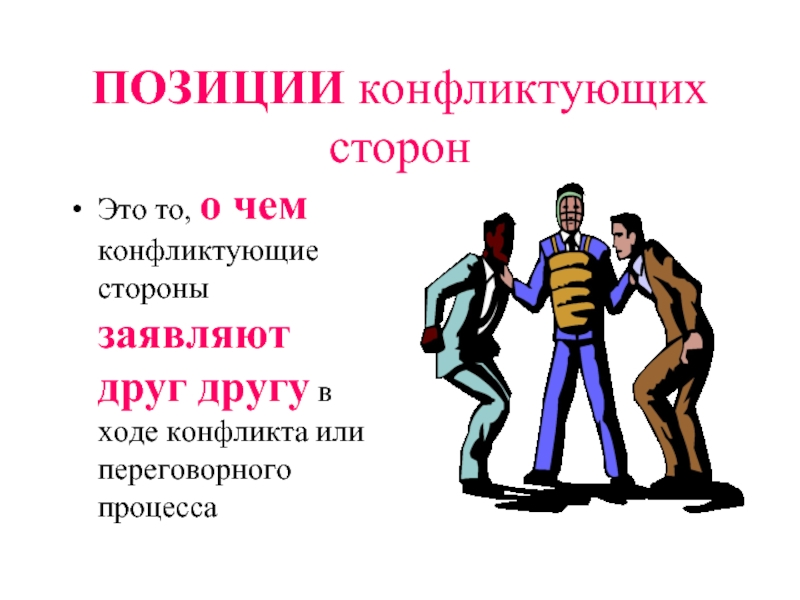 ПОЗИЦИИ конфликтующих
сторон
• Это то, о чем
конфликтующие
стороны
заявляют
друг другу в
ходе конфликта или
переговорного
процесса